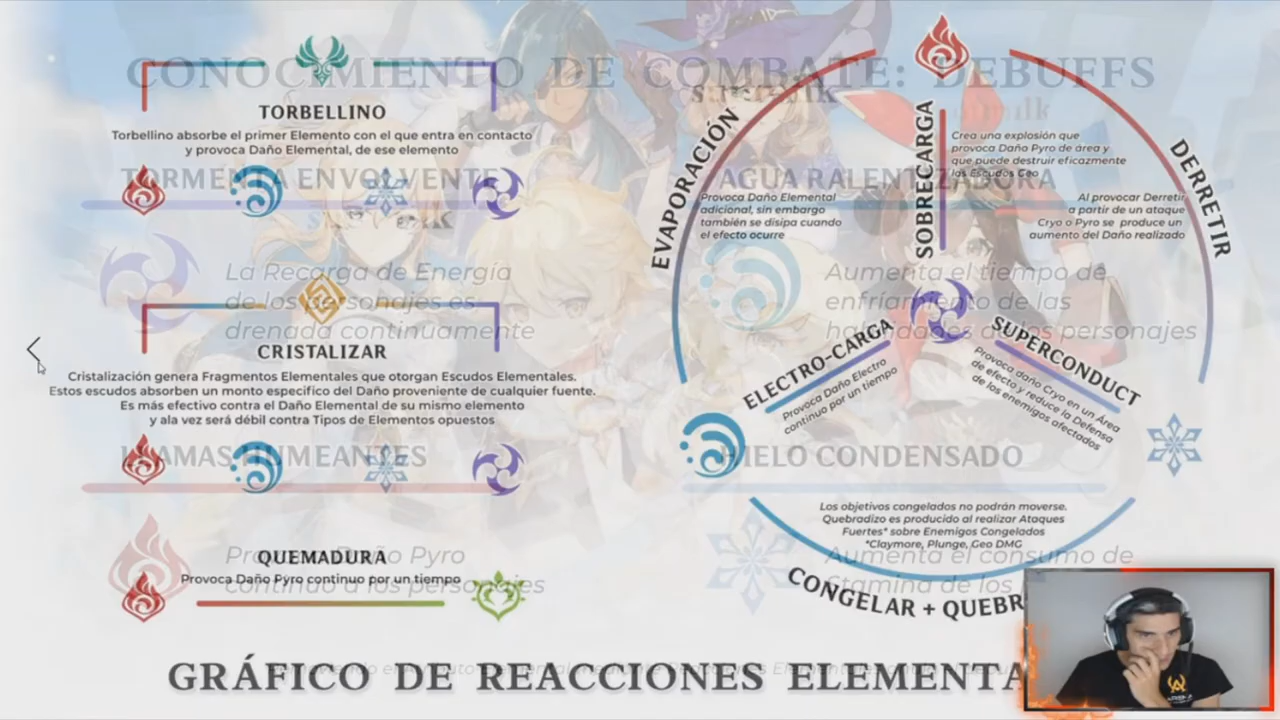 CONOCIMIENTO DE COMBATE: DEBUFFS
TORBELLINO
Torbellino absorbe el primer Elemento con el que entra en contacto
y provoca Daño Elemental, de ese elemento
TORMENTA ENVOLVENTE
La Recarga de Energía
de los personajes es
drenada continuamente
CRISTALIZAR
Cristalización genera Fragmentos Elementales que otorgan Escudos Elementales.
Estos escudos absorben un monto específico del Daño proveniente de cualquier fuente.
Es más efectivo contra el Daño Elemental de su mismo elemento
y ala vez será débil contra Tipos de Elementos opuestos
LLAMAS HUMEANTES
QUEMADURA
Provoca Daño Pyro continuo por un tiempo
Provoca Daño Pyro
continuo a los personajes
EVAPORACIÓN
Provoca Daño Elemental
adicional, sin embargo
también se disipa cuando
el efecto ocurre
SOBRECARGA
Crea una explosión que
provoca Daño Pyro de área y
que puede destruir eficazmente
los Escudos Geo
DERRETIR
Al provocar Derretir
a partir de un ataque
Cryo o Pyro se produce un
aumento del Daño realizado
AGUA RALENTIZADORA
Aumenta el tiempo de
enfriamiento de las
habilidades de los personajes
ELECTRO-CARGA
Provoca Daño Electro
continuo por un tiempo
SUPERCONDUCT
Provoca daño Cryo en un Área
de efecto y reduce la Defensa
de los enemigos afectados
HIELO CONDENSADO
Los objetivos congelados no podrán moverse.
Quebradizo es producido al realizar Ataques
Fuertes* sobre Enemigos Congelados
*Claymore, Plunge, Geo DMG
Aumenta el consumo de
Stamina de los
CONGELAR + QUEBR
GRÁFICO DE REACCIONES ELEMENTA